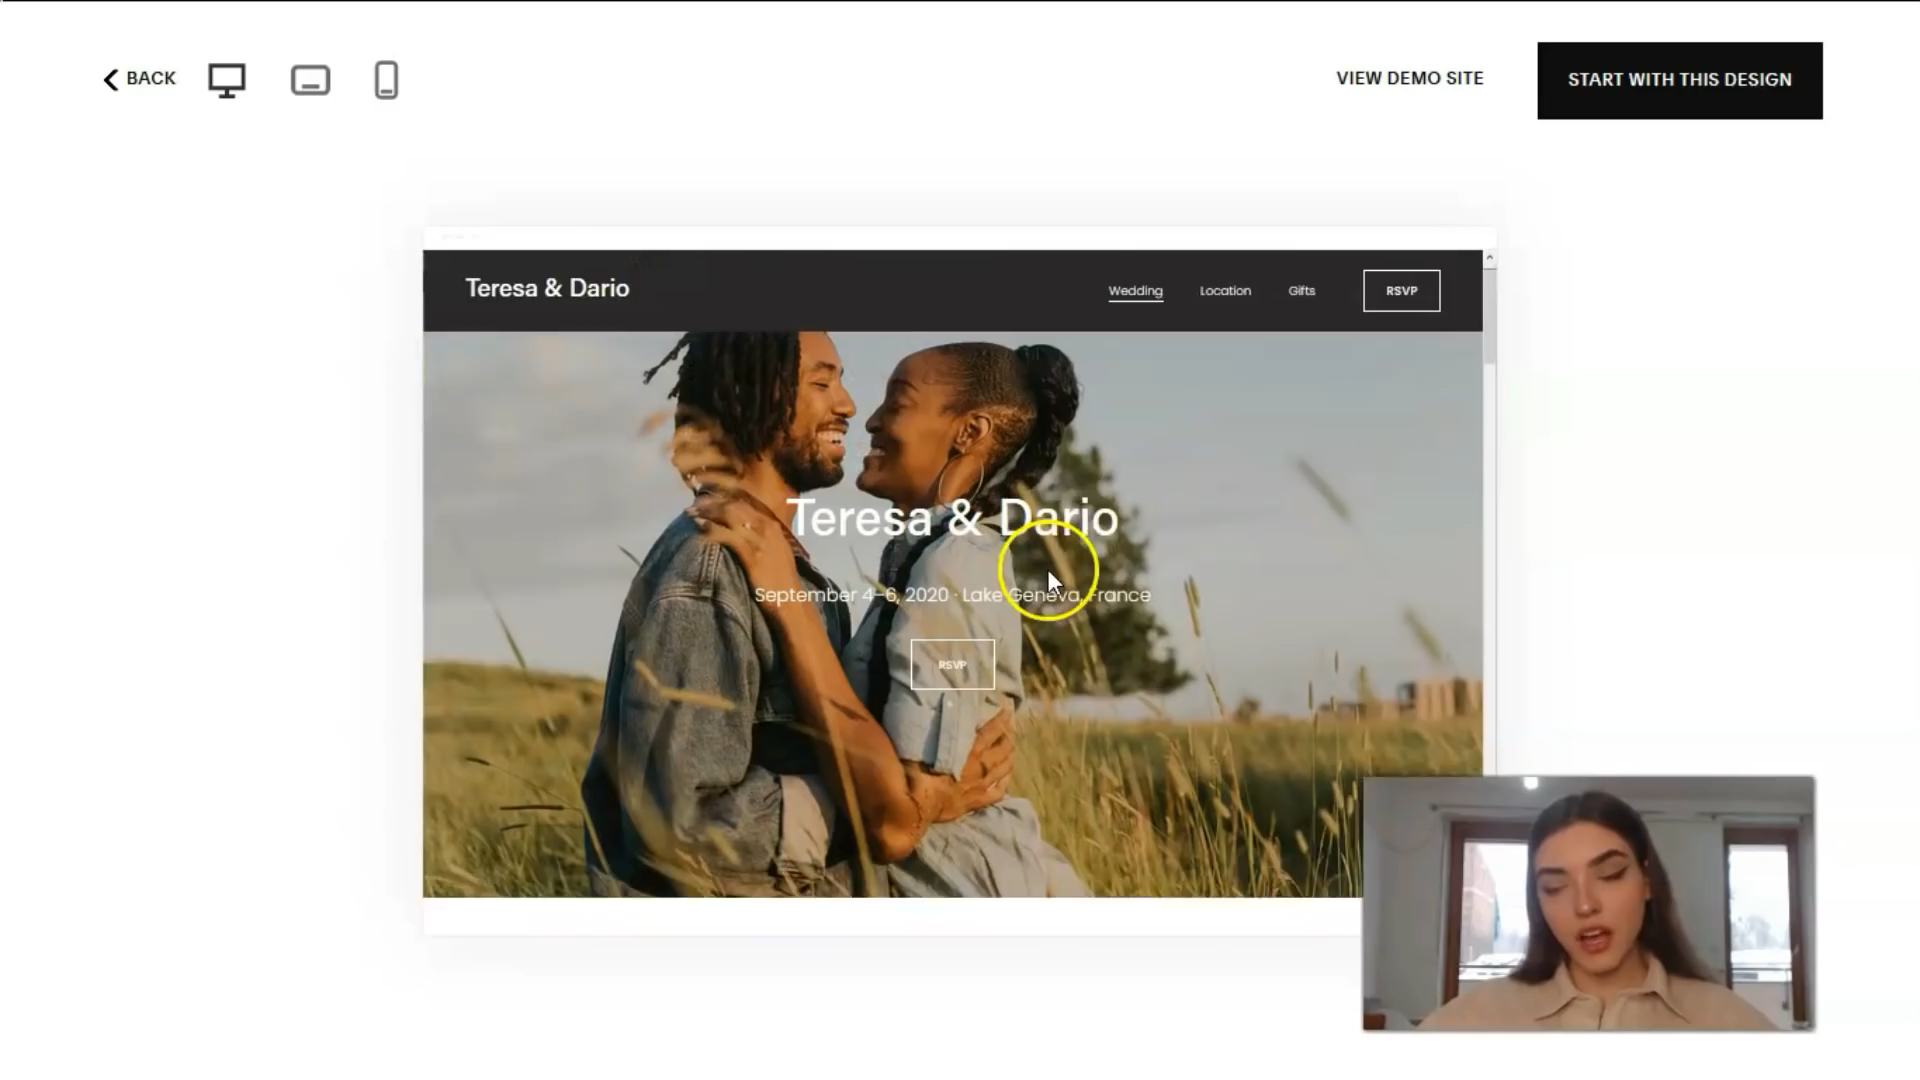 BACK
VIEW DEMO SITE
START WITH THIS DESIGN
Teresa & Dario
Wedding
Location
Gifts
RSVP
Teresa & Dario
September 4–6, 2020 · Lake Geneva, France
RSVP